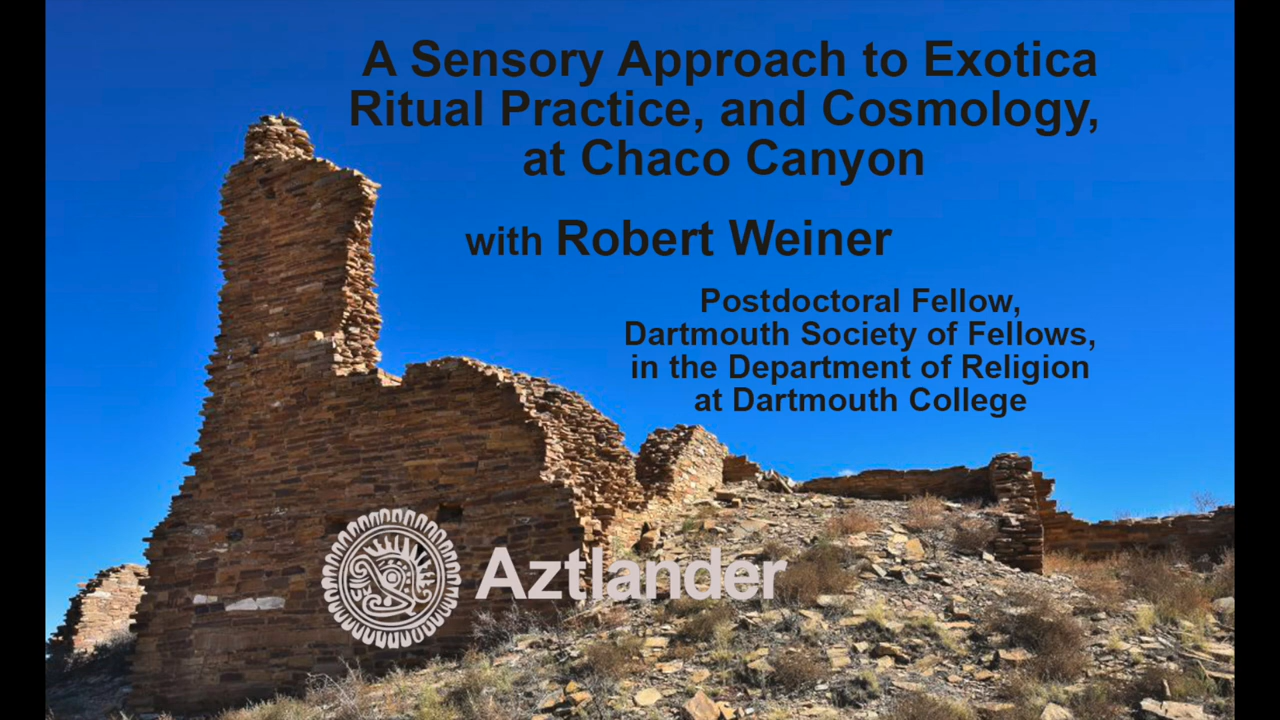 A Sensory Approach to Exotica
Ritual Practice, and Cosmology,
at Chaco Canyon
with Robert Weiner
Postdoctoral Fellow,
Dartmouth Society of Fellows,
in the Department of Religion
at Dartmouth College
Aztlander